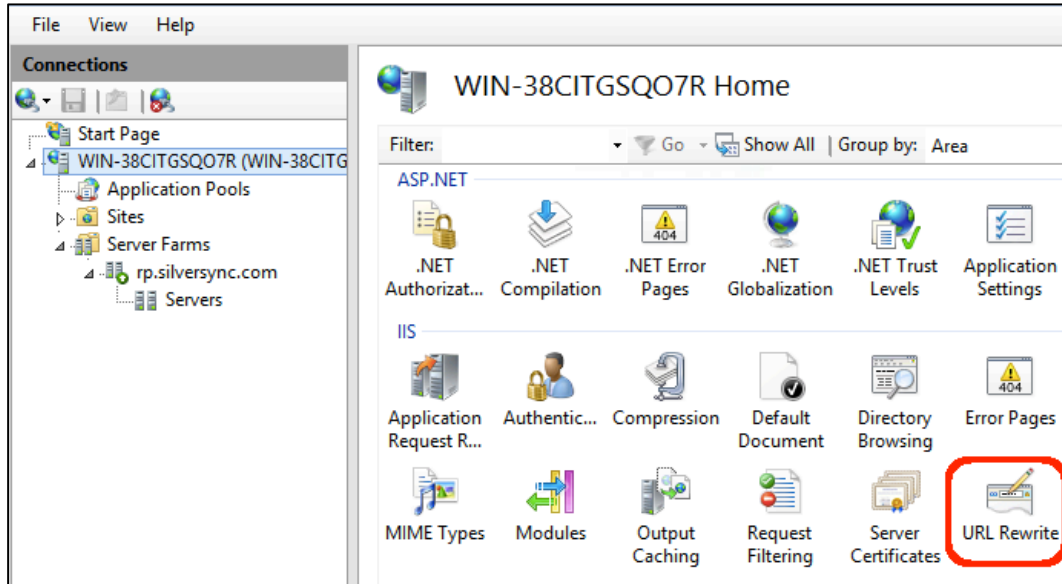 File View Help
Connections
Start Page
WIN-38CITGSQO7R (WIN-38CITG
Application Pools
Sites
Server Farms
rp.silversync.com
Servers
WIN-38CITGSQO7R Home
Filter: Go Show All Group by: Area
ASP.NET
404
.NET Authorizat...
.NET Compilation
.NET Error Pages
.NET Globalization
.NET Trust Levels
Application Settings
IIS
404
Application Request R...
Authentic...
Compression
Default Document
Directory Browsing
Error Pages
MIME Types
Modules
Output Caching
Request Filtering
Server Certificates
URL Rewrite